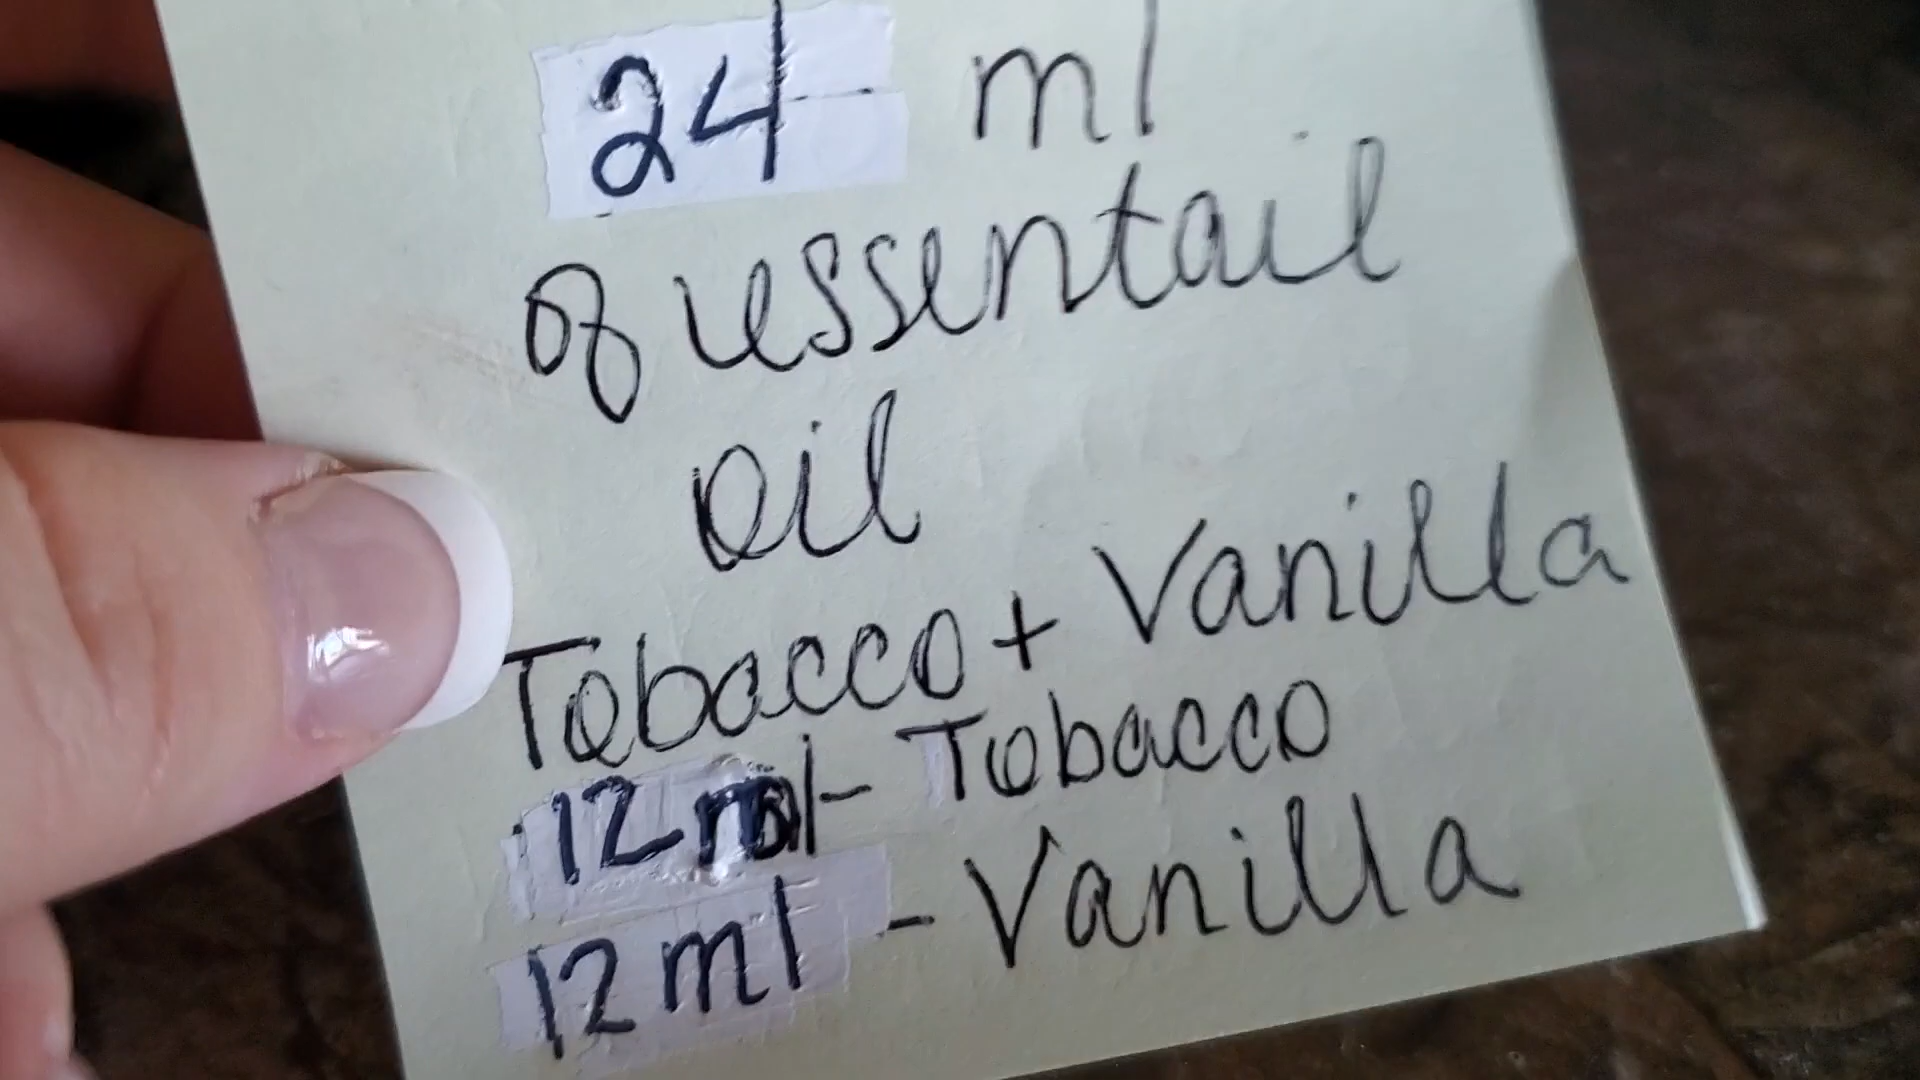 24 ml
of essentail
oil
Tobacco + Vanilla
12 ml - Tobacco
12 ml - Vanilla